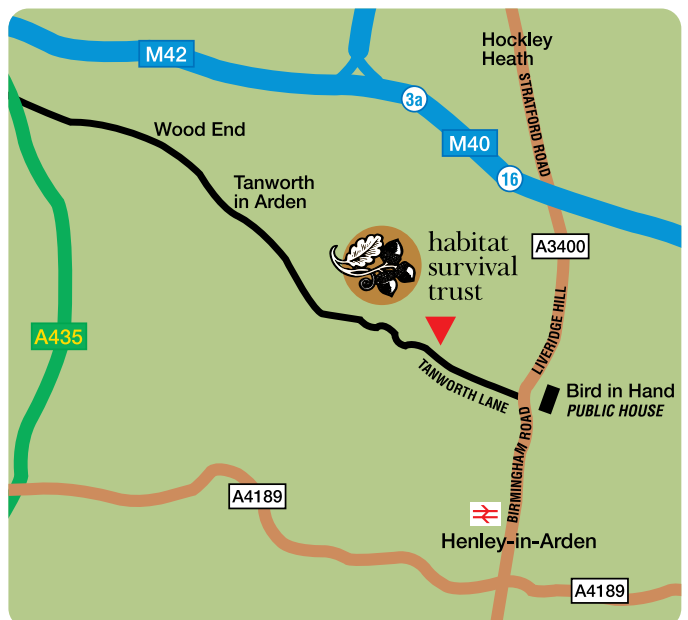 Hockley
Heath
M42
STRATFORD ROAD
3a
Wood End
M40
16
Tanworth
in Arden
habitat
survival
trust
A3400
LIVERIDGE HILL
A435
TANWORTH LANE
Bird in Hand
PUBLIC HOUSE
BIRMINGHAM ROAD
A4189
Henley-in-Arden
A4189